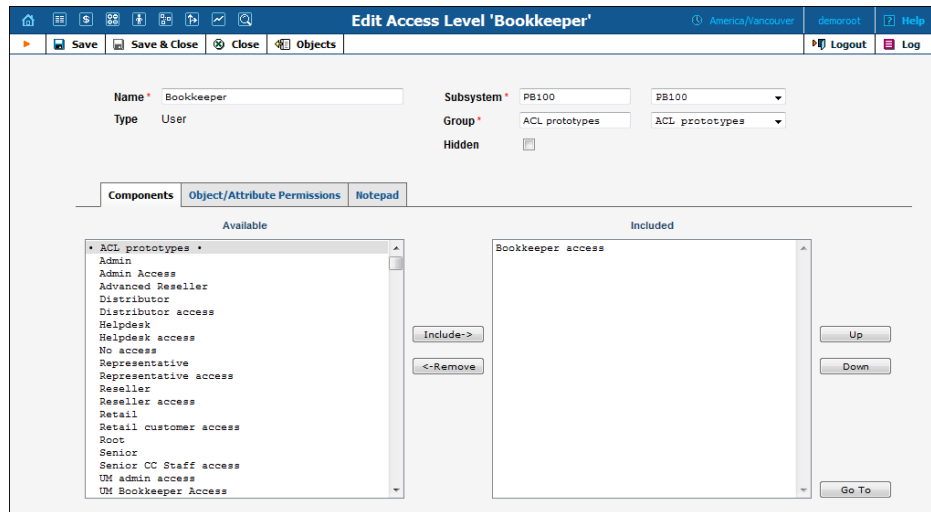 Edit Access Level 'Bookkeeper'
America/Vancouver
demoroot
? Help
Save
Save & Close
Close
Objects
Logout
Log
Name *
Bookkeeper
Subsystem *
PB100
PB100
Type
User
Group *
ACL prototypes
ACL prototypes
Hidden
Components
Object/Attribute Permissions
Notepad
Available
Included
• ACL prototypes •
Admin
Admin Access
Advanced Reseller
Distributor
Distributor access
Helpdesk
Helpdesk access
No access
Representative
Representative access
Reseller
Reseller access
Retail
Retail customer access
Root
Senior
Senior CC Staff access
UM admin access
UM Bookkeeper Access
Include->
<-Remove
Bookkeeper access
Up
Down
Go To